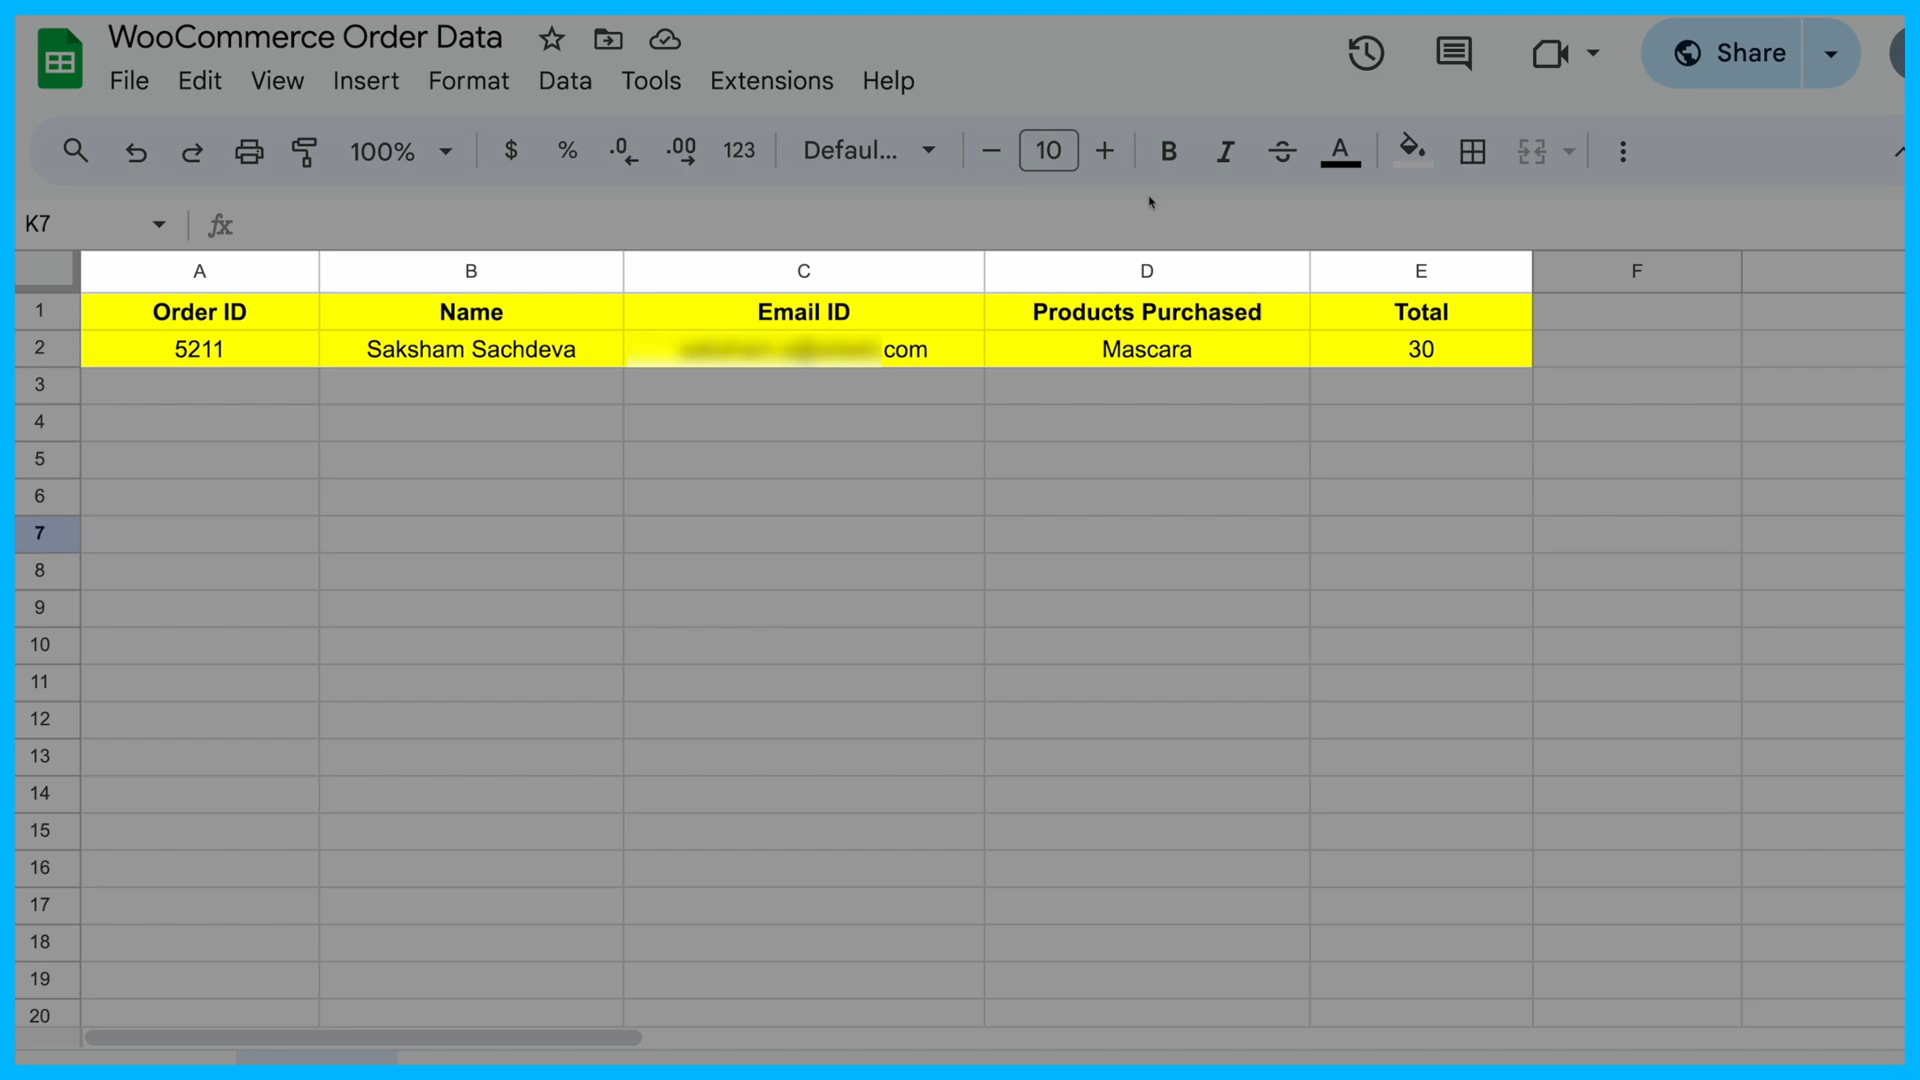 WooCommerce Order Data
File Edit View Insert Format Data Tools Extensions Help
Share
100% $ % .0 .00 123 Defaul... 10 B I S A
K7 fx
A B C D E F
1 Order ID Name Email ID Products Purchased Total
2 5211 Saksham Sachdeva com Mascara 30
3
4
5
6
7
8
9
10
11
12
13
14
15
16
17
18
19
20